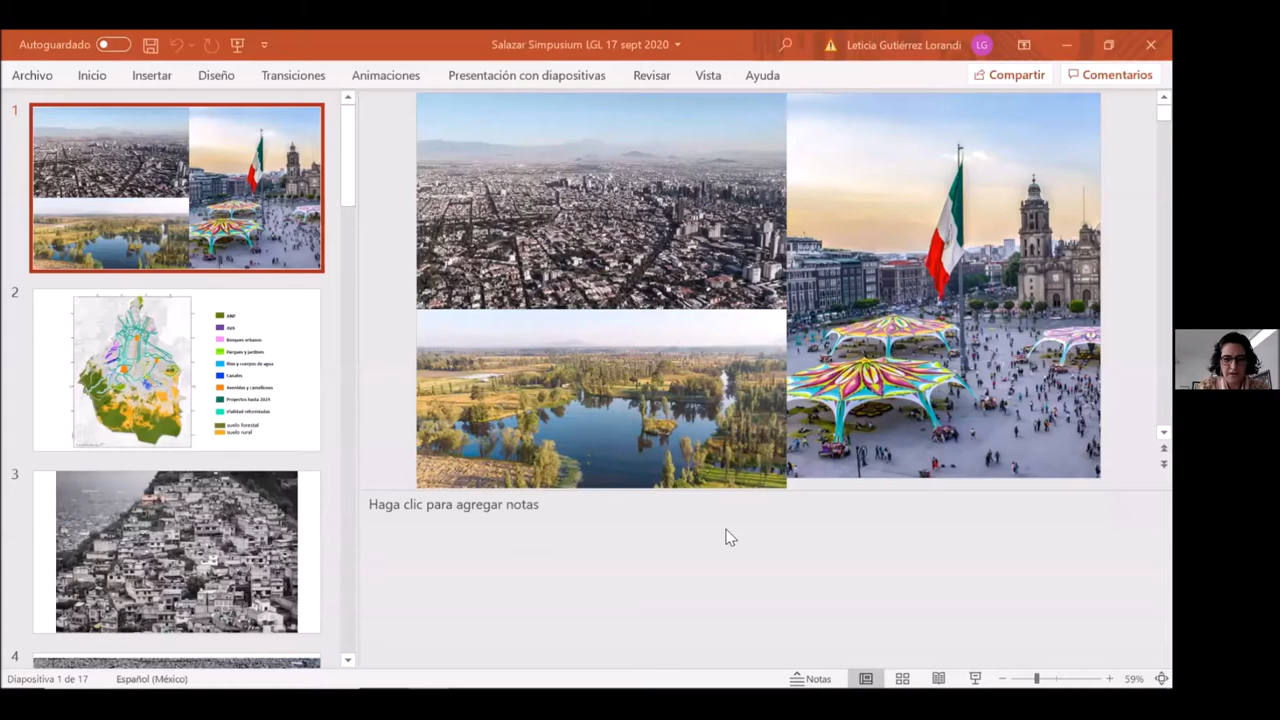 Autoguardado
Salazar Simpusium LGL 17 sept 2020
Leticia Gutiérrez Lorandi
LG
Archivo
Inicio
Insertar
Diseño
Transiciones
Animaciones
Presentación con diapositivas
Revisar
Vista
Ayuda
Compartir
Comentarios
1
2
ANP
AVA
Bosques urbanos
Parques y jardines
Ríos y cuerpos de agua
Canales
Avenidas y camellones
Proyectos hasta 2024
Vialidad reforestadas
suelo forestal
suelo rural
3
4
Haga clic para agregar notas
Diapositiva 1 de 17
Español (México)
Notas
59%